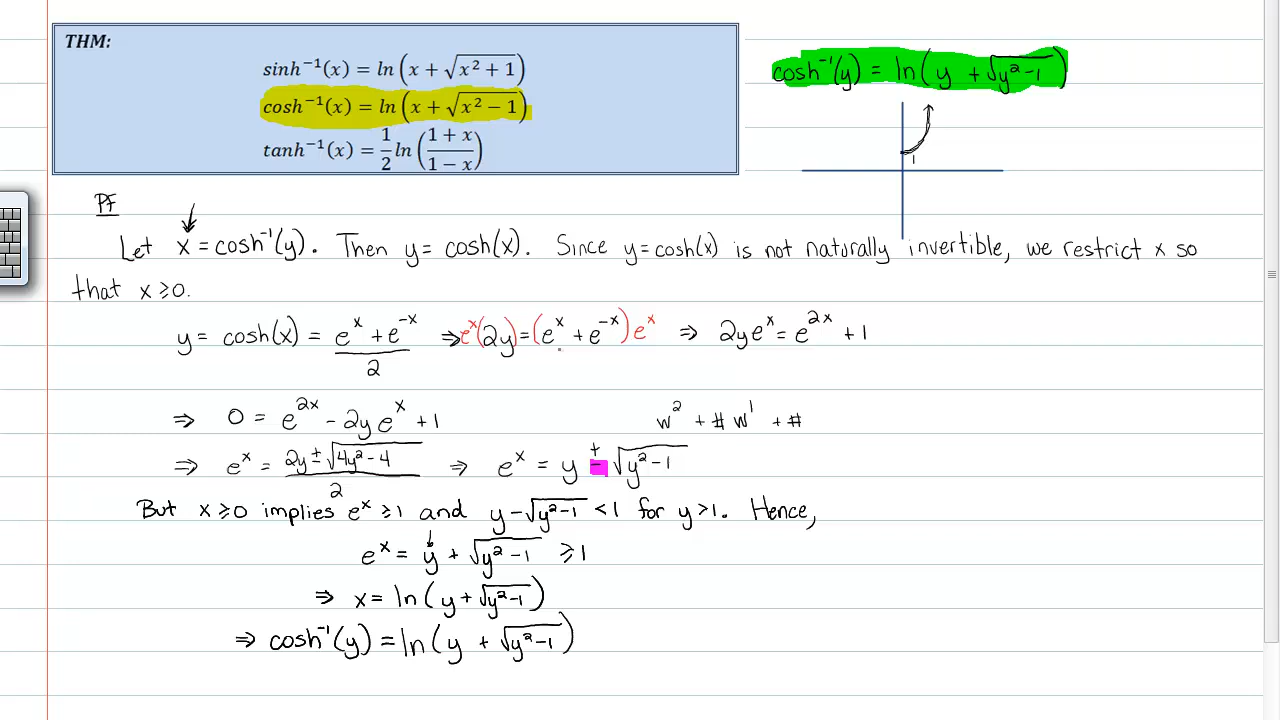 THM:
sinh⁻¹(x) = ln(x + √(x² + 1))
cosh⁻¹(x) = ln(x + √(x² − 1))
tanh⁻¹(x) = 1/2 ln((1 + x)/(1 − x))
cosh⁻¹(y) = ln(y + √(y²−1))
1
PF
Let x = cosh⁻¹(y). Then y = cosh(x). Since y = cosh(x) is not naturally invertible, we restrict x so
that x ≥ 0.
y = cosh(x) = (eˣ + e⁻ˣ)/2 ⇒ eˣ(2y) = (eˣ + e⁻ˣ)eˣ ⇒ 2yeˣ = e²ˣ + 1
⇒ 0 = e²ˣ − 2yeˣ + 1 w² + # w¹ + #
⇒ eˣ = (2y ± √(4y² − 4))/2 ⇒ eˣ = y ± √(y² − 1)
But x ≥ 0 implies eˣ ≥ 1 and y − √(y²−1) < 1 for y > 1. Hence,
eˣ = y + √(y² − 1) ≥ 1
⇒ x = ln(y + √(y²−1))
⇒ cosh⁻¹(y) = ln(y + √(y²−1))